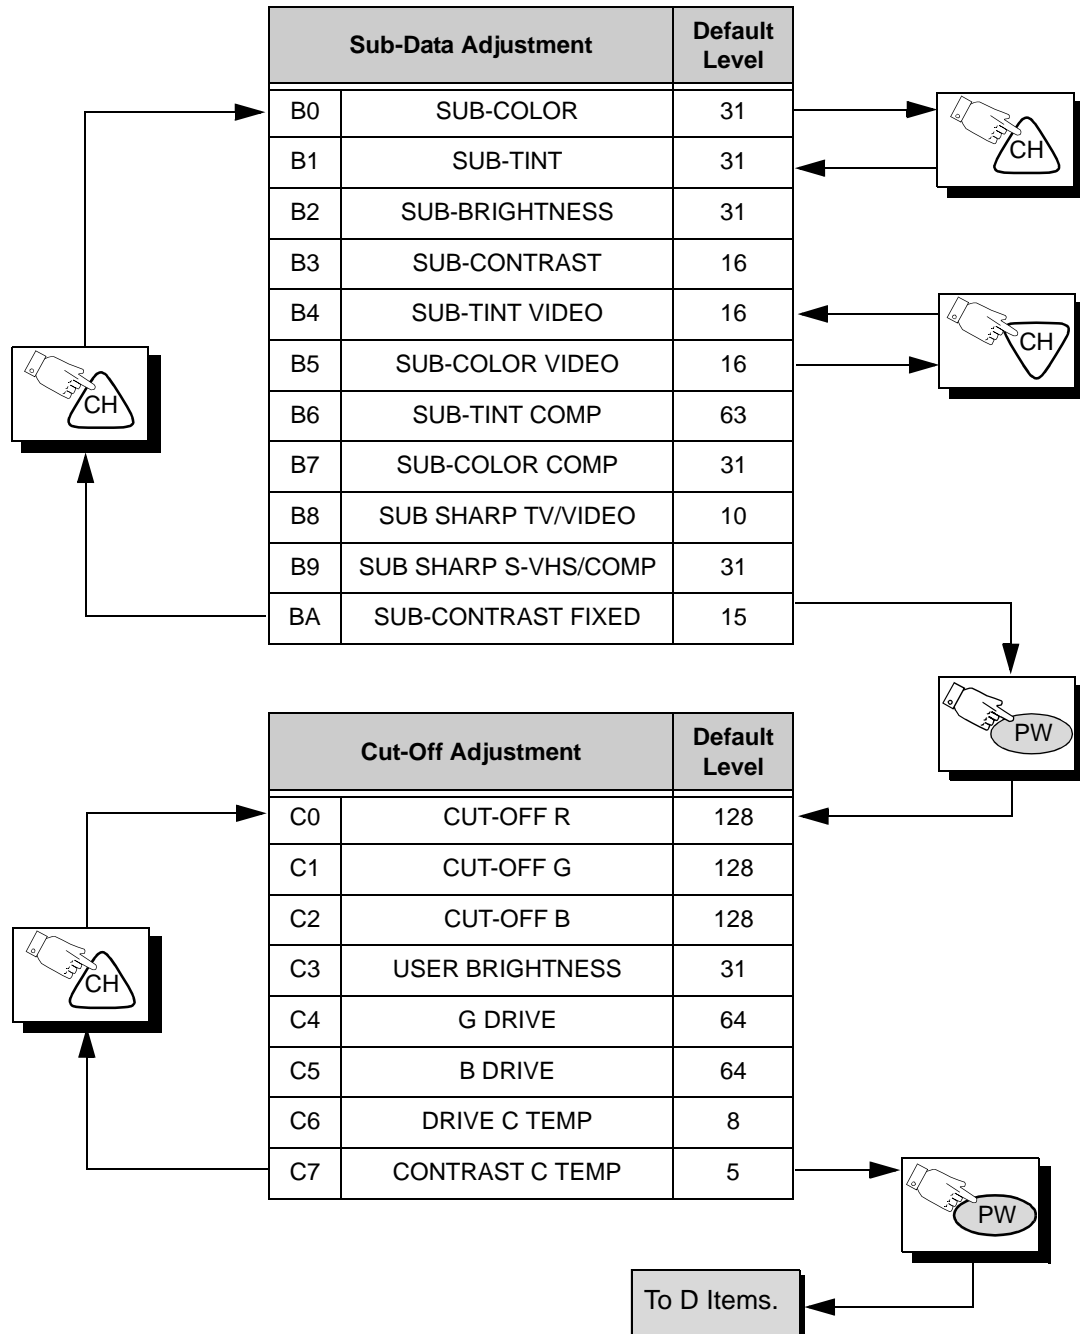 Sub-Data Adjustment Default Level
B0 SUB-COLOR 31
CH
B1 SUB-TINT 31
B2 SUB-BRIGHTNESS 31
B3 SUB-CONTRAST 16
B4 SUB-TINT VIDEO 16
CH
B5 SUB-COLOR VIDEO 16
CH
B6 SUB-TINT COMP 63
B7 SUB-COLOR COMP 31
B8 SUB SHARP TV/VIDEO 10
B9 SUB SHARP S-VHS/COMP 31
BA SUB-CONTRAST FIXED 15
PW
Cut-Off Adjustment Default Level
C0 CUT-OFF R 128
C1 CUT-OFF G 128
C2 CUT-OFF B 128
C3 USER BRIGHTNESS 31
CH
C4 G DRIVE 64
C5 B DRIVE 64
C6 DRIVE C TEMP 8
C7 CONTRAST C TEMP 5
PW
To D Items.